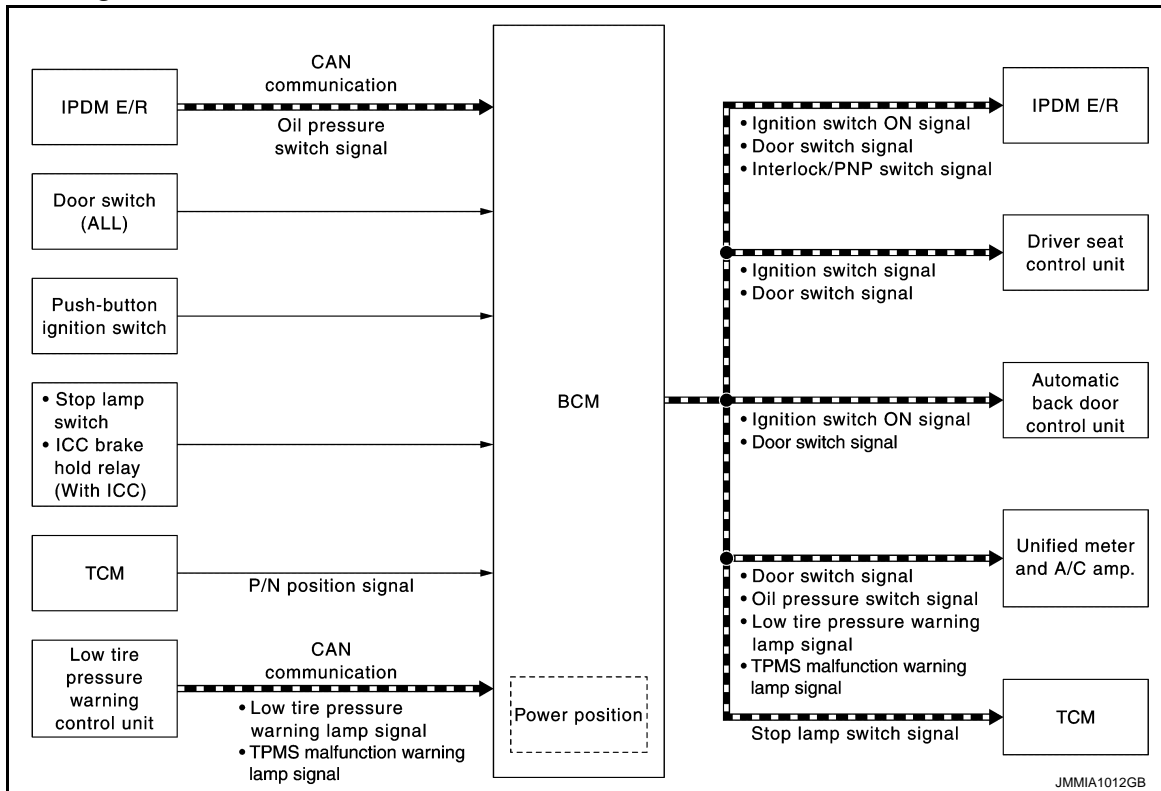 IPDM E/R
CAN
communication
Oil pressure
switch signal
Door switch
(ALL)
Push-button
ignition switch
• Stop lamp
switch
• ICC brake
hold relay
(With ICC)
TCM
P/N position signal
Low tire
pressure
warning
control unit
CAN
communication
• Low tire pressure
warning lamp signal
• TPMS malfunction warning
lamp signal
BCM
Power position
• Ignition switch ON signal
• Door switch signal
• Interlock/PNP switch signal
IPDM E/R
• Ignition switch signal
• Door switch signal
Driver seat
control unit
• Ignition switch ON signal
• Door switch signal
Automatic
back door
control unit
• Door switch signal
• Oil pressure switch signal
• Low tire pressure warning
lamp signal
• TPMS malfunction warning
lamp signal
Unified meter
and A/C amp.
Stop lamp switch signal
TCM
JMMIA1012GB